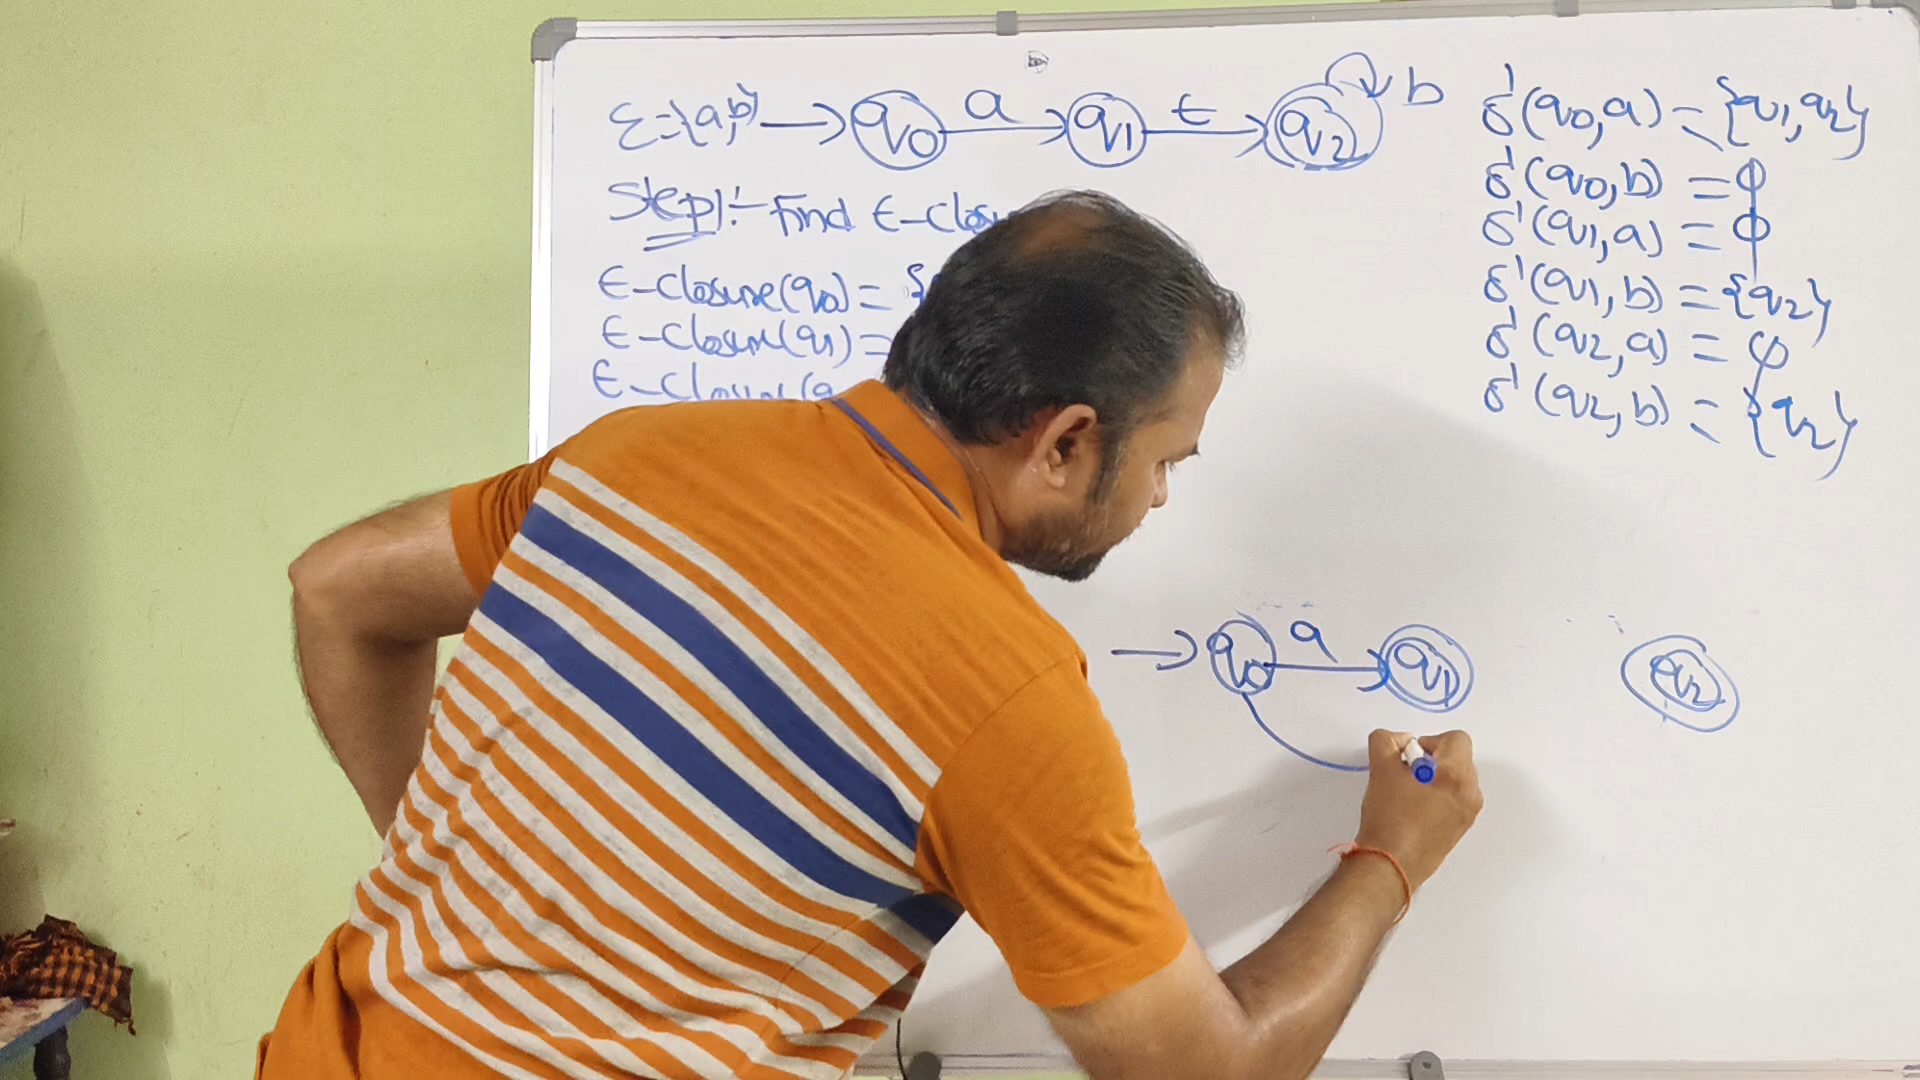 Σ={a,b} → q0 a q1 ϵ q2 b
Step1:- Find ϵ-
ϵ-closure(q0) = {
ϵ-closure(q1) =
ϵ-closure(q
δ'(q0,a) = {q1,q2}
δ'(q0,b) = ϕ
δ'(q1,a) = ϕ
δ'(q1,b) = {q2}
δ'(q2,a) = ϕ
δ'(q2,b) = {q2}
→ q0 a q1 q2